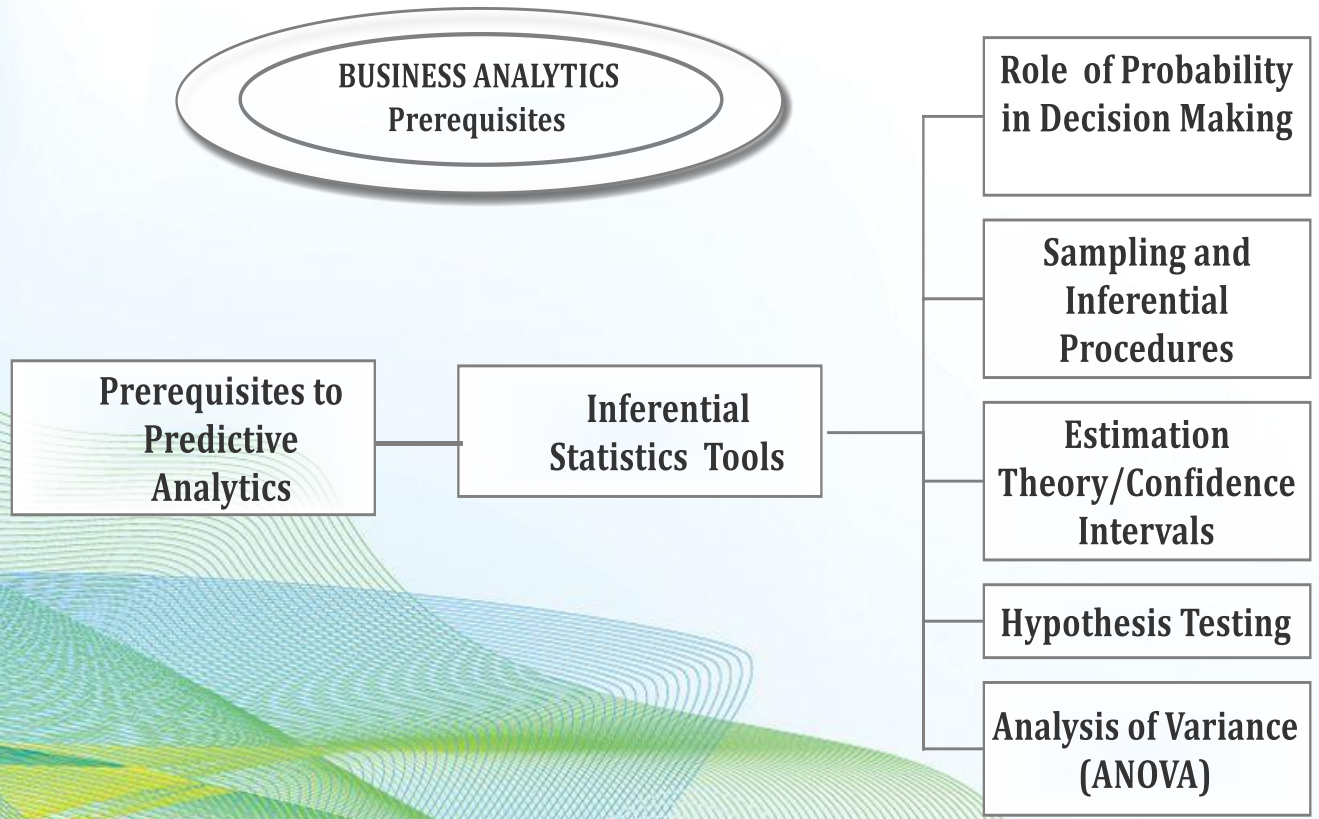 BUSINESS ANALYTICS
Prerequisites
Prerequisites to
Predictive
Analytics
Inferential
Statistics Tools
Role of Probability
in Decision Making
Sampling and
Inferential
Procedures
Estimation
Theory/Confidence
Intervals
Hypothesis Testing
Analysis of Variance
(ANOVA)